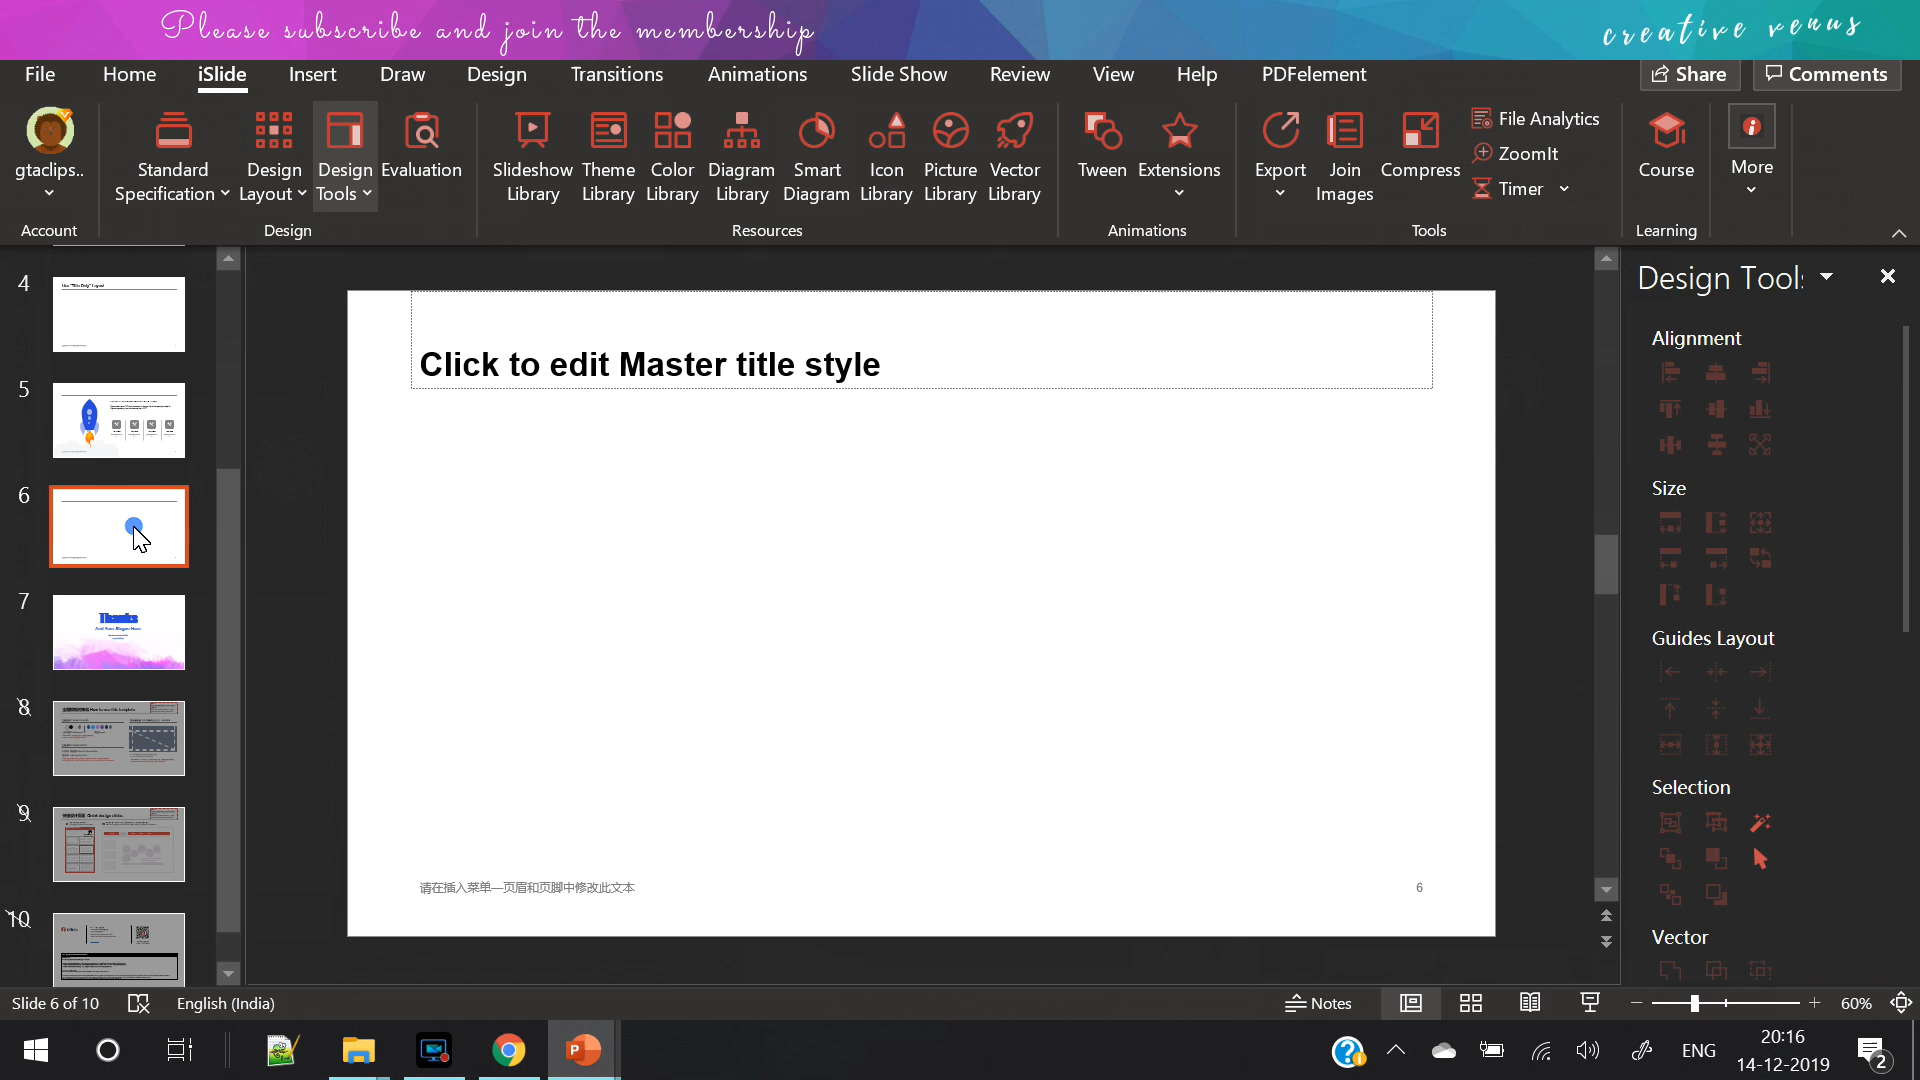 Please subscribe and join the membership
creative venus
File Home iSlide Insert Draw Design Transitions Animations Slide Show Review View Help PDFelement
Share Comments
gtaclips..
Standard Specification
Design Layout
Design Tools
Evaluation
Slideshow Library
Theme Library
Color Library
Diagram Library
Smart Diagram
Icon Library
Picture Library
Vector Library
Tween
Extensions
Export
Join Images
Compress
File Analytics
ZoomIt
Timer
Course
More
Account Design Resources Animations Tools Learning
4
5
6
7
Thanks
8
9
10
Click to edit Master title style
请在插入菜单—页眉和页脚中修改此文本
6
Design Tool
Alignment
Size
Guides Layout
Selection
Vector
Slide 6 of 10
English (India)
Notes
60%
ENG
20:16
14-12-2019
2